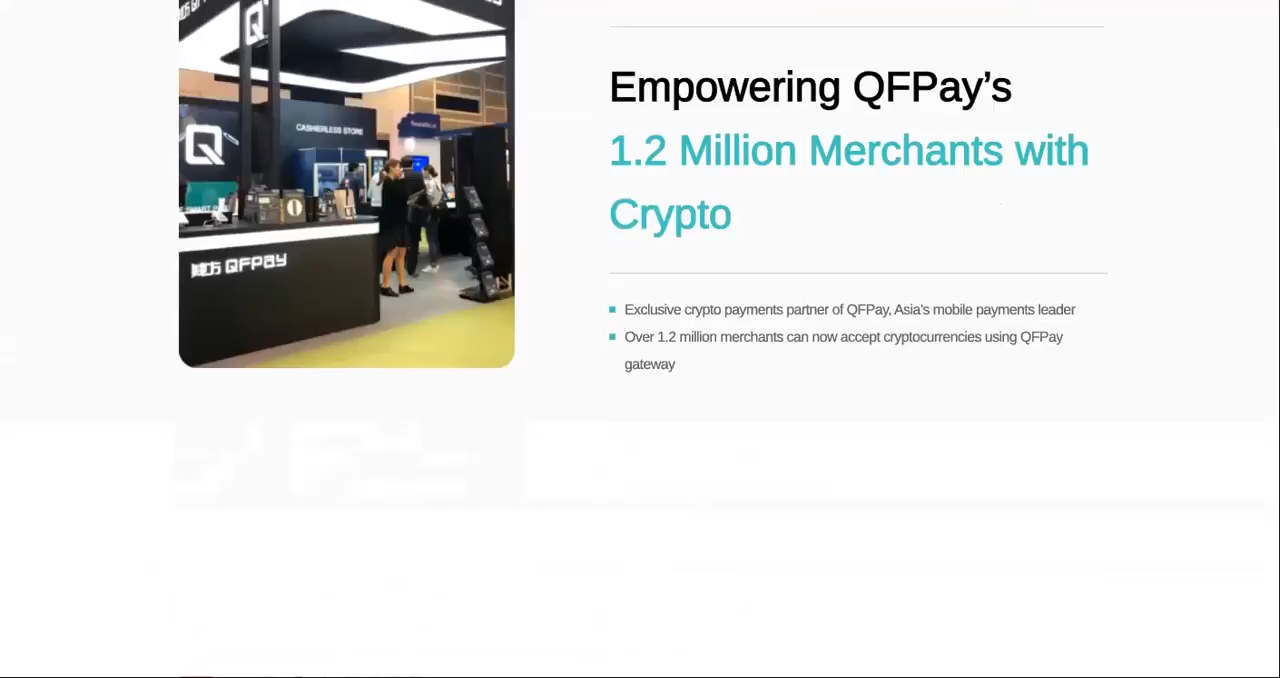 CASHIERLESS STORE
QFPay
Empowering QFPay’s
1.2 Million Merchants with
Crypto
Exclusive crypto payments partner of QFPay, Asia’s mobile payments leader
Over 1.2 million merchants can now accept cryptocurrencies using QFPay
gateway